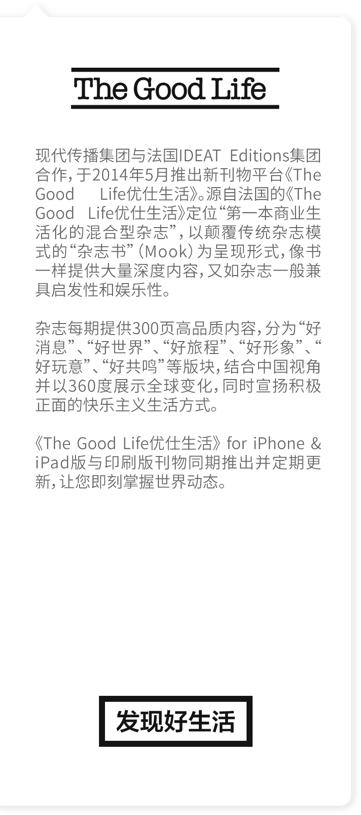 The Good Life
现代传播集团与法国IDEAT Editions集团
合作，于2014年5月推出新刊物平台《The
Good Life优仕生活》。源自法国的《The
Good Life优仕生活》定位“第一本商业生
活化的混合型杂志”，以颠覆传统杂志模
式的“杂志书”（Mook）为呈现形式，像书
一样提供大量深度内容，又如杂志一般兼
具启发性和娱乐性。
杂志每期提供300页高品质内容，分为“好
消息”、“好世界”、“好旅程”、“好形象”、“
好玩意”、“好共鸣”等版块，结合中国视角
并以360度展示全球变化，同时宣扬积极
正面的快乐主义生活方式。
《The Good Life优仕生活》for iPhone &
iPad版与印刷版刊物同期推出并定期更
新，让您即刻掌握世界动态。
发现好生活